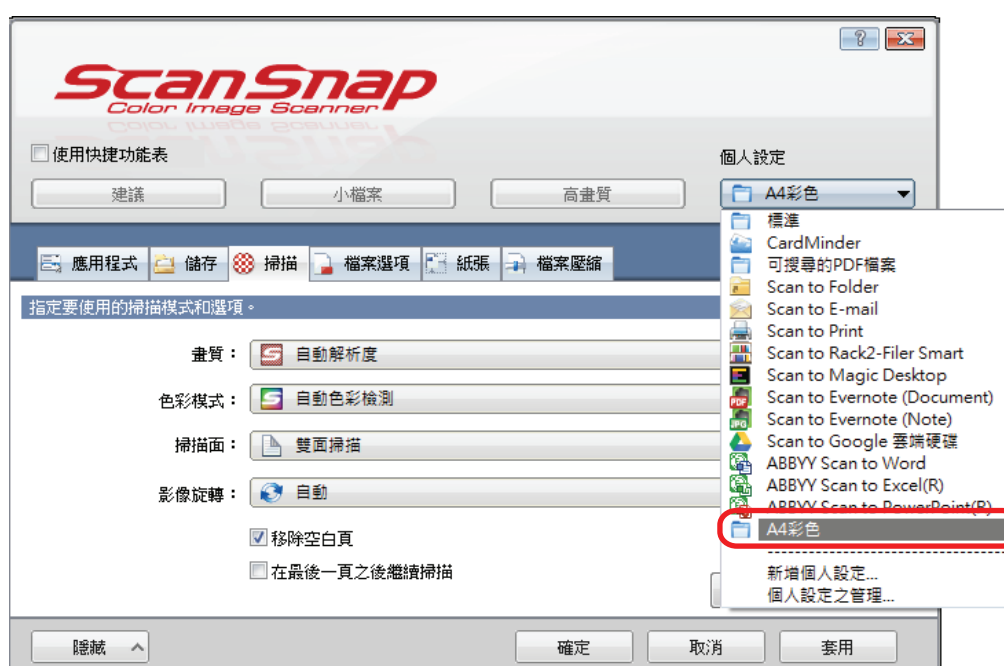 ScanSnap
Color Image Scanner
使用快捷功能表
個人設定
建議 小檔案 高畫質 A4彩色
標準
CardMinder
應用程式 儲存 掃描 檔案選項 紙張 檔案壓縮
可搜尋的PDF檔案
Scan to Folder
指定要使用的掃描模式和選項。
Scan to E-mail
Scan to Print
畫質： 自動解析度
Scan to Rack2-Filer Smart
Scan to Magic Desktop
色彩模式： 自動色彩檢測
Scan to Evernote (Document)
Scan to Evernote (Note)
掃描面： 雙面掃描
Scan to Google 雲端硬碟
ABBYY Scan to Word
影像旋轉： 自動
ABBYY Scan to Excel(R)
ABBYY Scan to PowerPoint(R)
移除空白頁
A4彩色
在最後一頁之後繼續掃描
新增個人設定...
個人設定之管理...
隱藏 確定 取消 套用